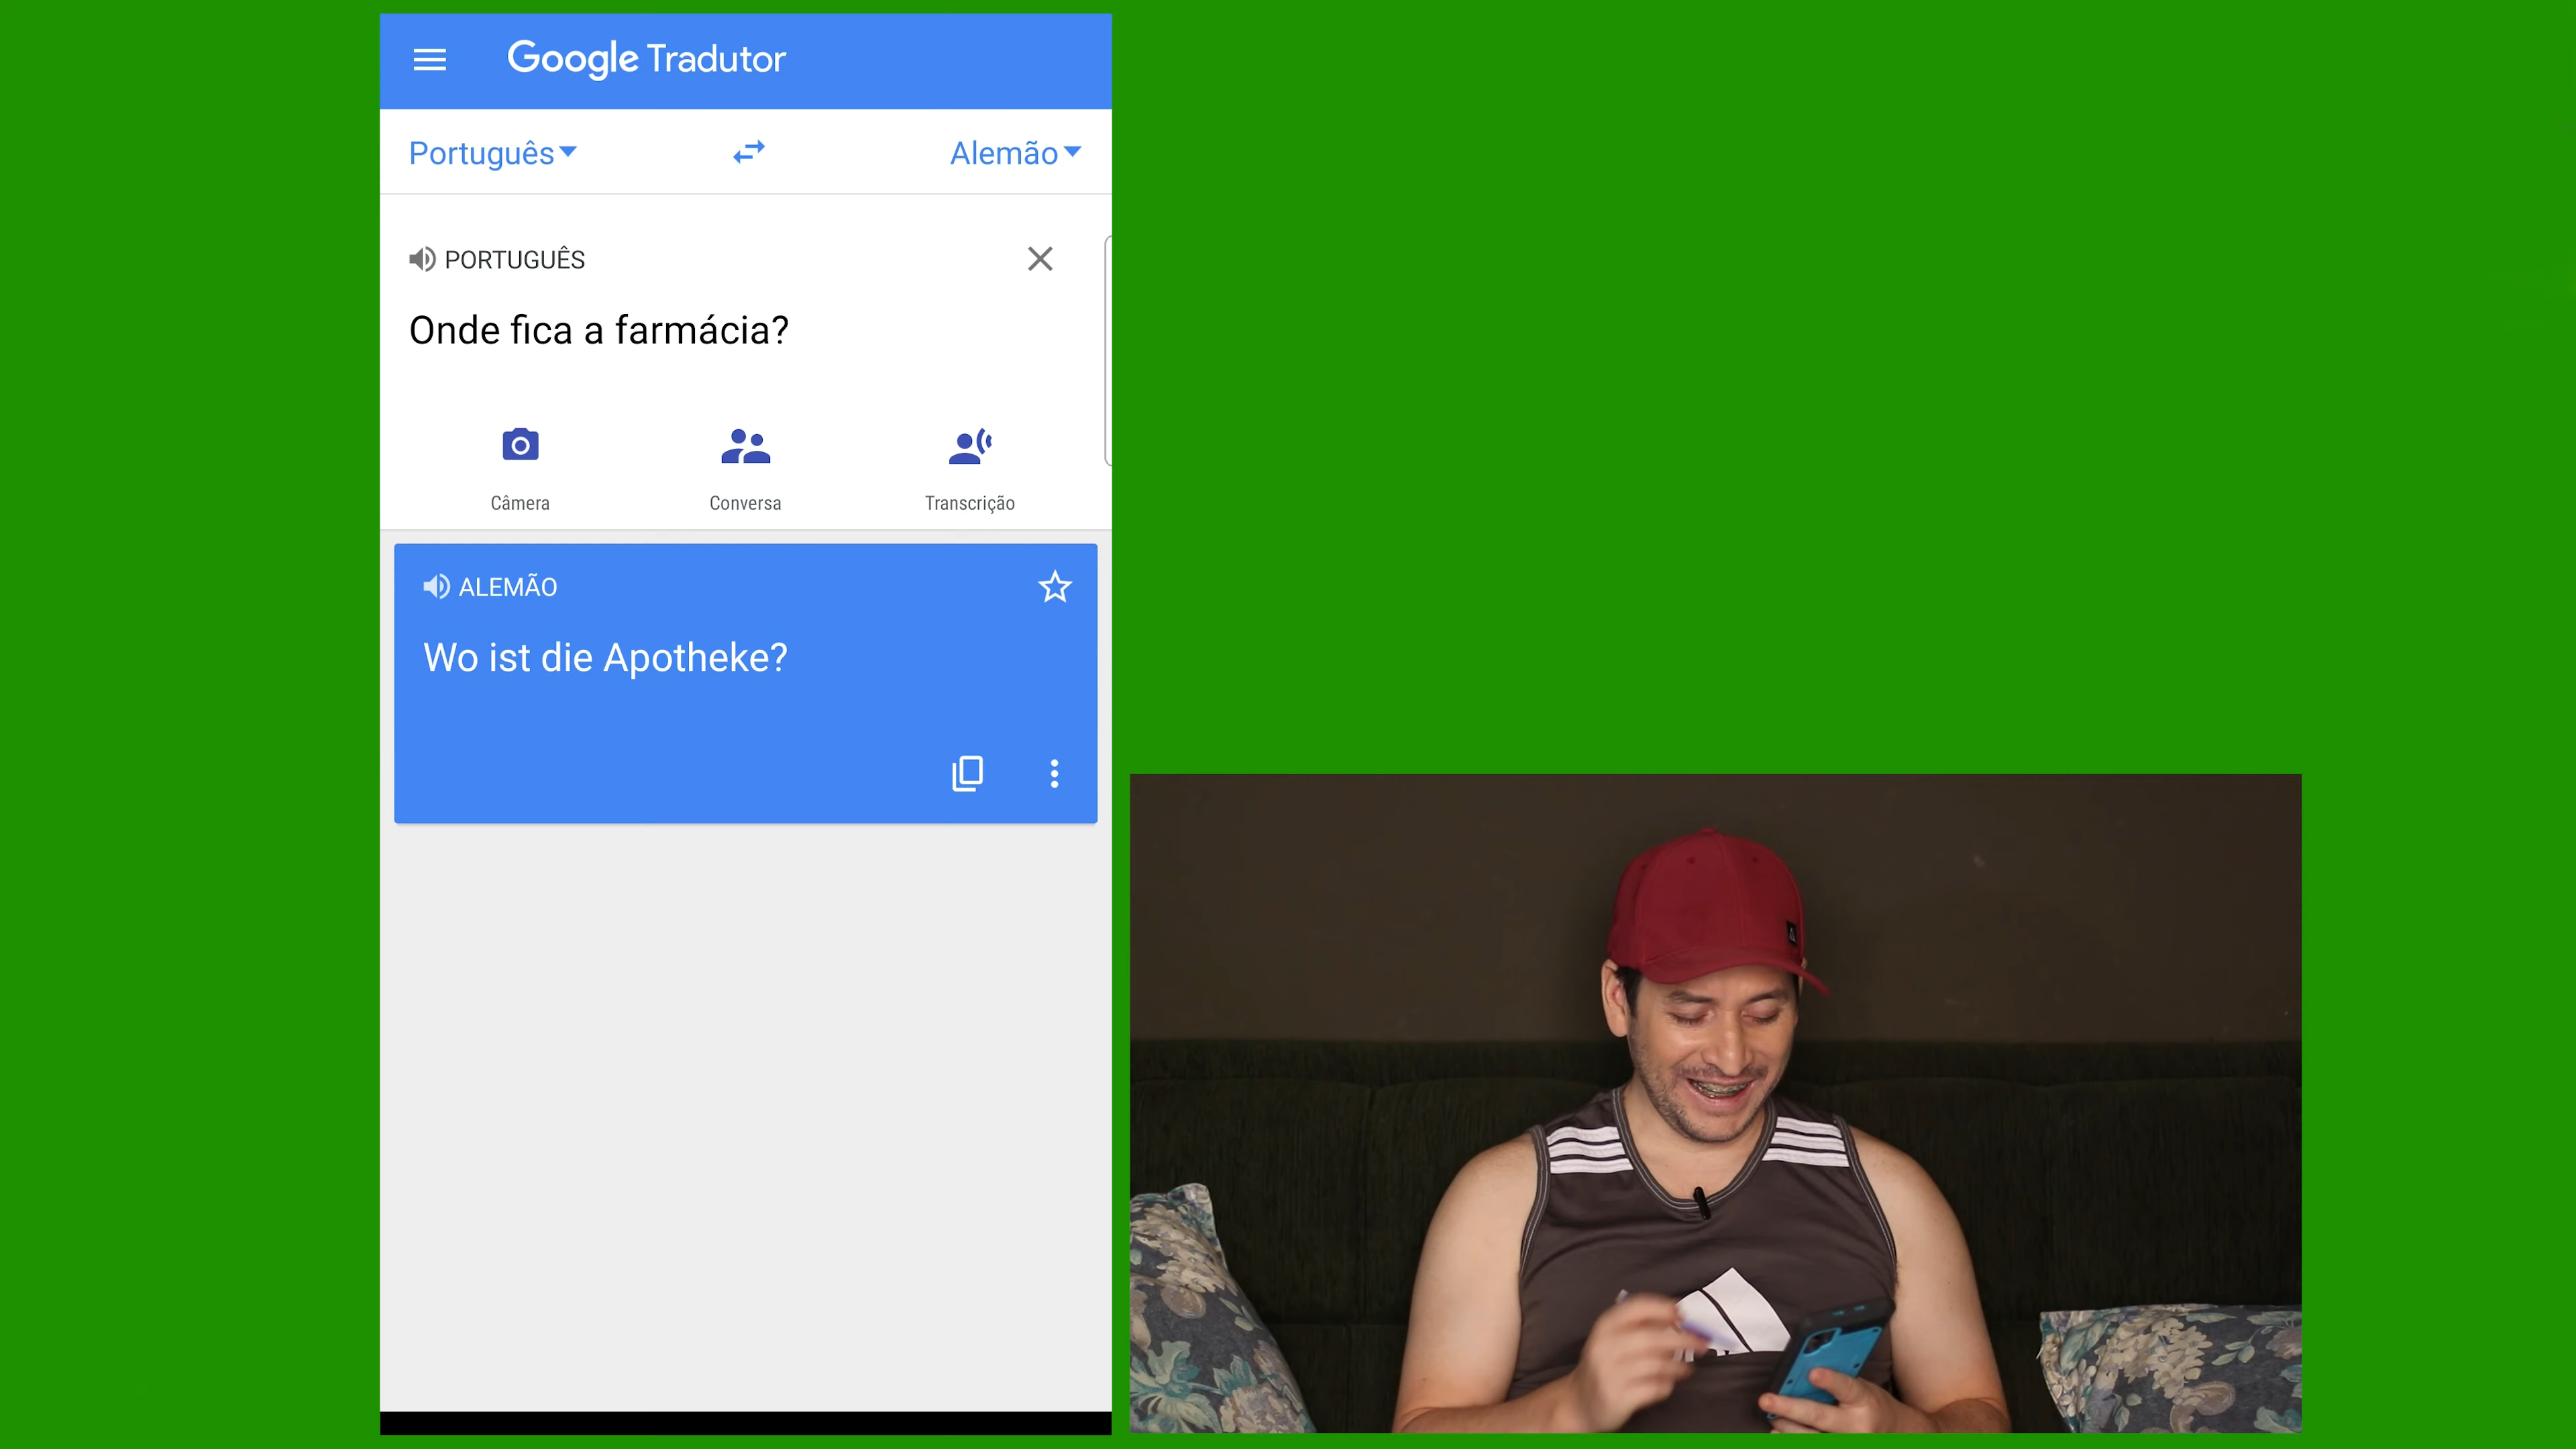 Google Tradutor
Português Alemão
PORTUGUÊS
Onde fica a farmácia?
Câmera Conversa Transcrição
ALEMÃO
Wo ist die Apotheke?